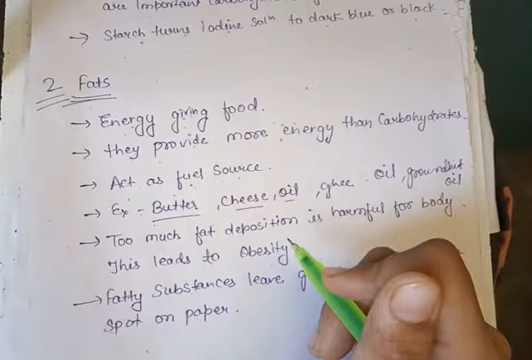 are Important
→ Starch turns iodine solⁿ to dark blue or black.
2 Fats
→ Energy giving food.
→ they provide more energy than Carbohydrates.
→ Act as fuel source.
→ Ex - Butter, Cheese, oil, ghee oil, groundnut oil
→ Too much fat deposition is harmful for body.
This leads to Obesity
→ Fatty Substances leave
spot on paper.